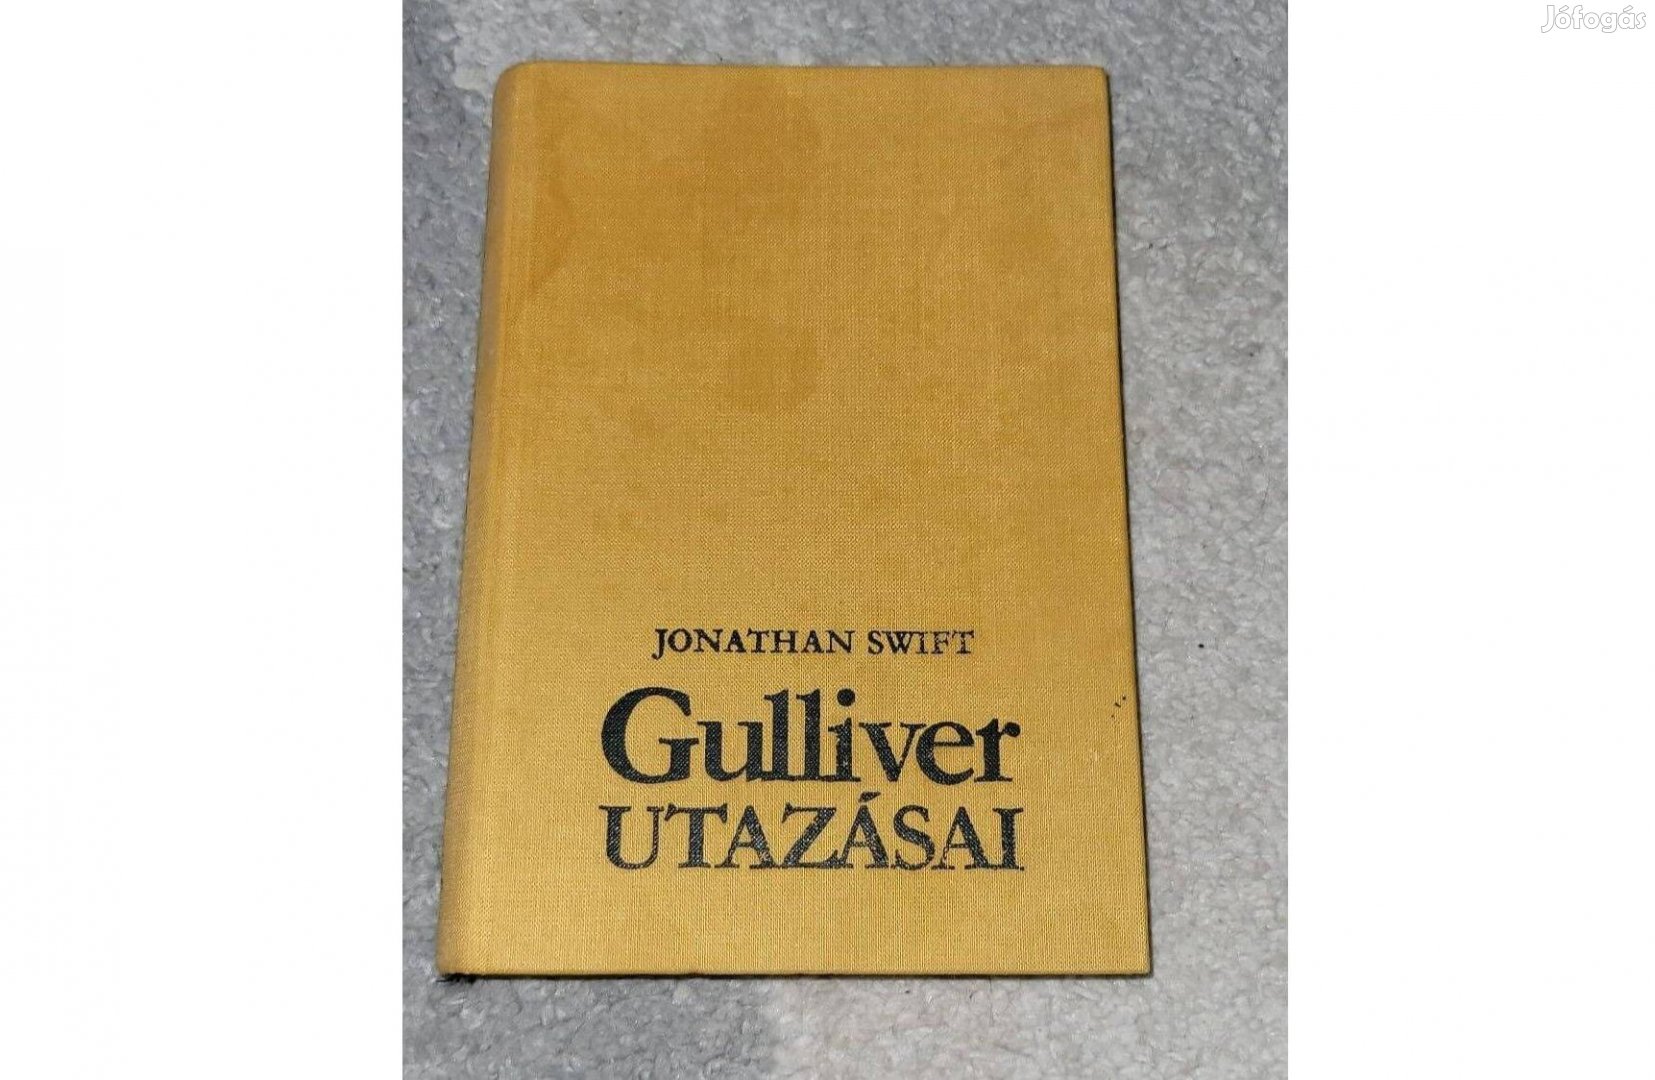 Jófogás
JONATHAN SWIFT
Gulliver
UTAZÁSAI